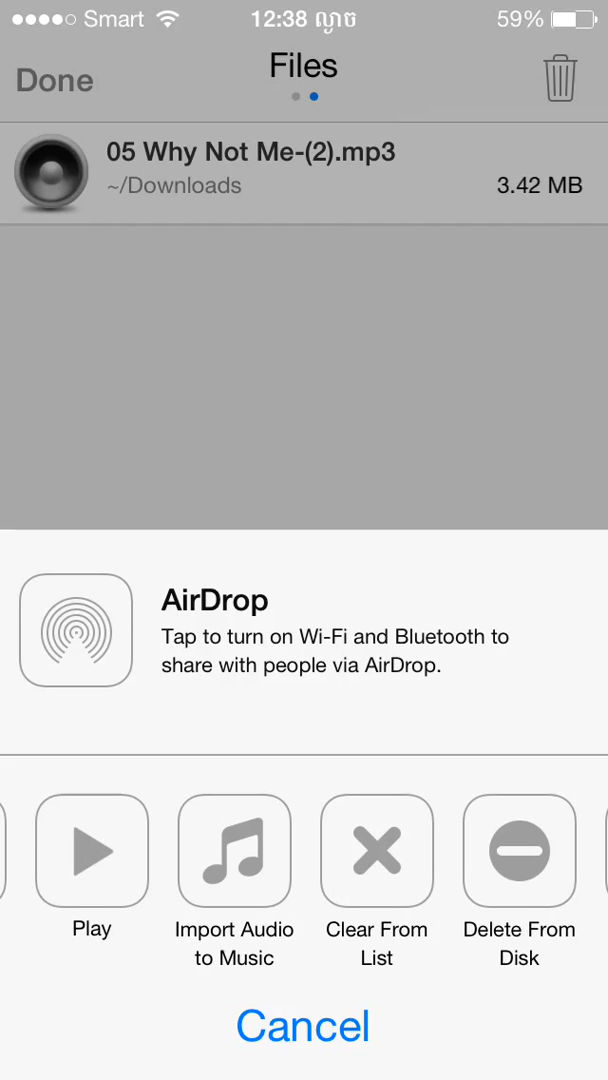 Smart 12:38 ល្ងាច 59%
Done Files
05 Why Not Me-(2).mp3
~/Downloads 3.42 MB
AirDrop
Tap to turn on Wi-Fi and Bluetooth to
share with people via AirDrop.
Play
Import Audio
to Music
Clear From
List
Delete From
Disk
Cancel